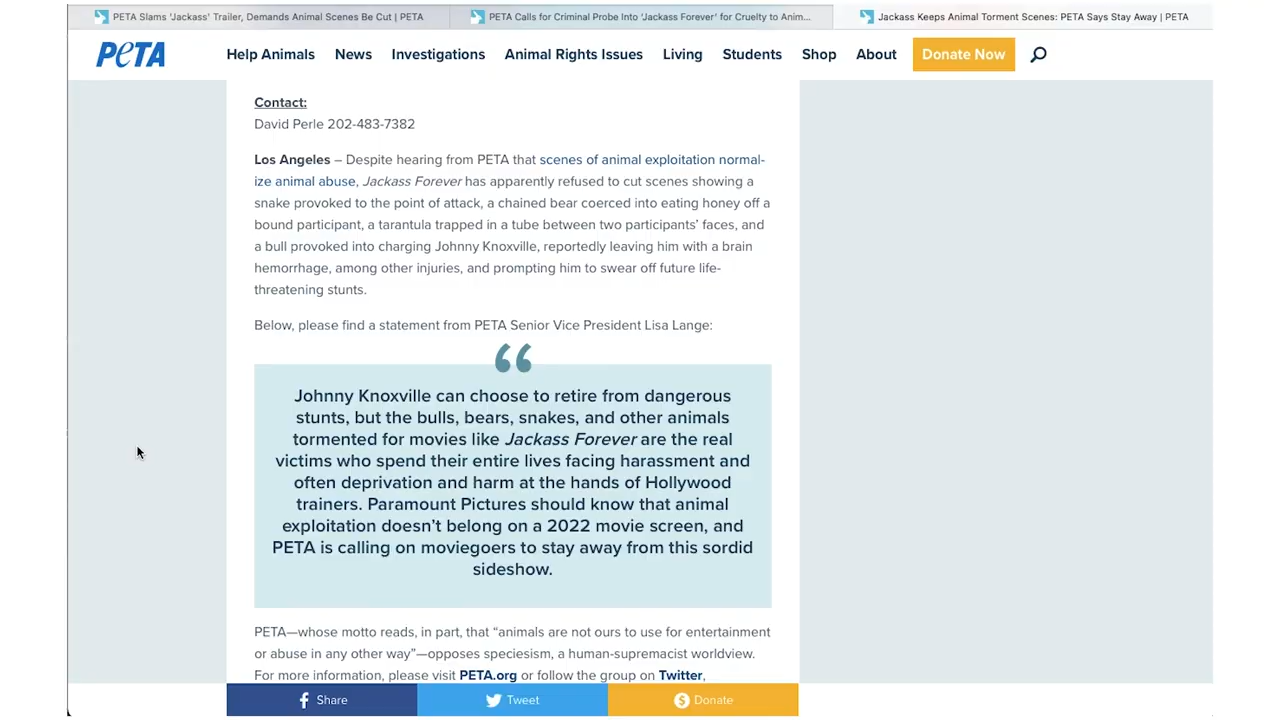 PETA Slams 'Jackass' Trailer, Demands Animal Scenes Be Cut | PETA
PETA Calls for Criminal Probe Into 'Jackass Forever' for Cruelty to Anim...
Jackass Keeps Animal Torment Scenes: PETA Says Stay Away | PETA
PETA
Help Animals News Investigations Animal Rights Issues Living Students Shop About Donate Now
Contact:
David Perle 202-483-7382
Los Angeles – Despite hearing from PETA that scenes of animal exploitation normal-
ize animal abuse, Jackass Forever has apparently refused to cut scenes showing a
snake provoked to the point of attack, a chained bear coerced into eating honey off a
bound participant, a tarantula trapped in a tube between two participants’ faces, and
a bull provoked into charging Johnny Knoxville, reportedly leaving him with a brain
hemorrhage, among other injuries, and prompting him to swear off future life-
threatening stunts.
Below, please find a statement from PETA Senior Vice President Lisa Lange:
“
Johnny Knoxville can choose to retire from dangerous
stunts, but the bulls, bears, snakes, and other animals
tormented for movies like Jackass Forever are the real
victims who spend their entire lives facing harassment and
often deprivation and harm at the hands of Hollywood
trainers. Paramount Pictures should know that animal
exploitation doesn’t belong on a 2022 movie screen, and
PETA is calling on moviegoers to stay away from this sordid
sideshow.
PETA—whose motto reads, in part, that “animals are not ours to use for entertainment
or abuse in any other way”—opposes speciesism, a human-supremacist worldview.
For more information, please visit PETA.org or follow the group on Twitter,
Share Tweet Donate